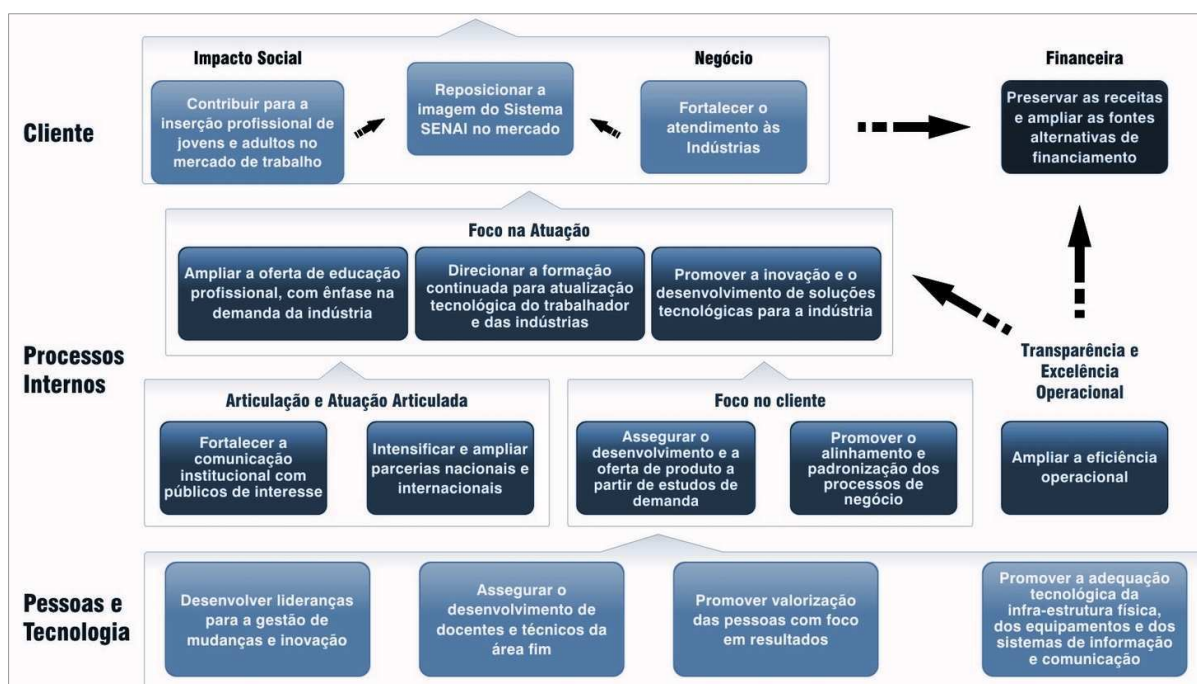 Impacto Social
Negócio
Financeira
Cliente
Contribuir para a
inserção profissional de
jovens e adultos no
mercado de trabalho
Reposicionar a
imagem do Sistema
SENAI no mercado
Fortalecer o
atendimento às
Indústrias
Preservar as receitas
e ampliar as fontes
alternativas de
financiamento
Processos
Internos
Foco na Atuação
Ampliar a oferta de educação
profissional, com ênfase na
demanda da indústria
Direcionar a formação
continuada para atualização
tecnológica do trabalhador
e das indústrias
Promover a inovação e o
desenvolvimento de soluções
tecnológicas para a indústria
Transparência e
Excelência
Operacional
Articulação e Atuação Articulada
Fortalecer a
comunicação
institucional com
públicos de interesse
Intensificar e ampliar
parcerias nacionais e
internacionais
Foco no cliente
Assegurar o
desenvolvimento e a
oferta de produto a
partir de estudos de
demanda
Promover o
alinhamento e
padronização dos
processos de
negócio
Ampliar a eficiência
operacional
Pessoas e
Tecnologia
Desenvolver lideranças
para a gestão de
mudanças e inovação
Assegurar o
desenvolvimento de
docentes e técnicos da
área fim
Promover valorização
das pessoas com foco
em resultados
Promover a adequação
tecnológica da
infra-estrutura física,
dos equipamentos e dos
sistemas de informação
e comunicação